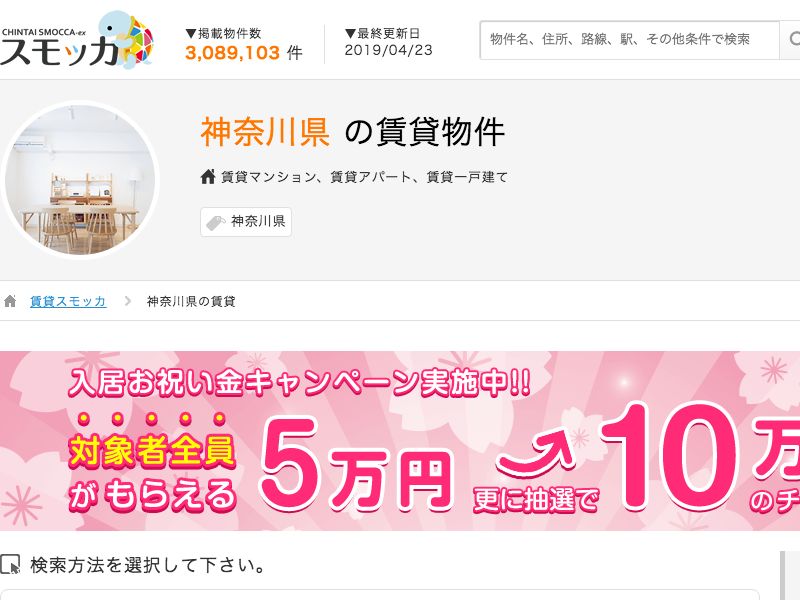 CHINTAI SMOCCA-ex
スモッカ
▼掲載物件数
3,089,103 件
▼最終更新日
2019/04/23
物件名、住所、路線、駅、その他条件で検索
神奈川県 の賃貸物件
賃貸マンション、賃貸アパート、賃貸一戸建て
神奈川県
賃貸スモッカ
神奈川県の賃貸
入居お祝い金キャンペーン実施中!!
対象者全員
がもらえる
5万円
更に抽選で
10万
のチ
検索方法を選択して下さい。